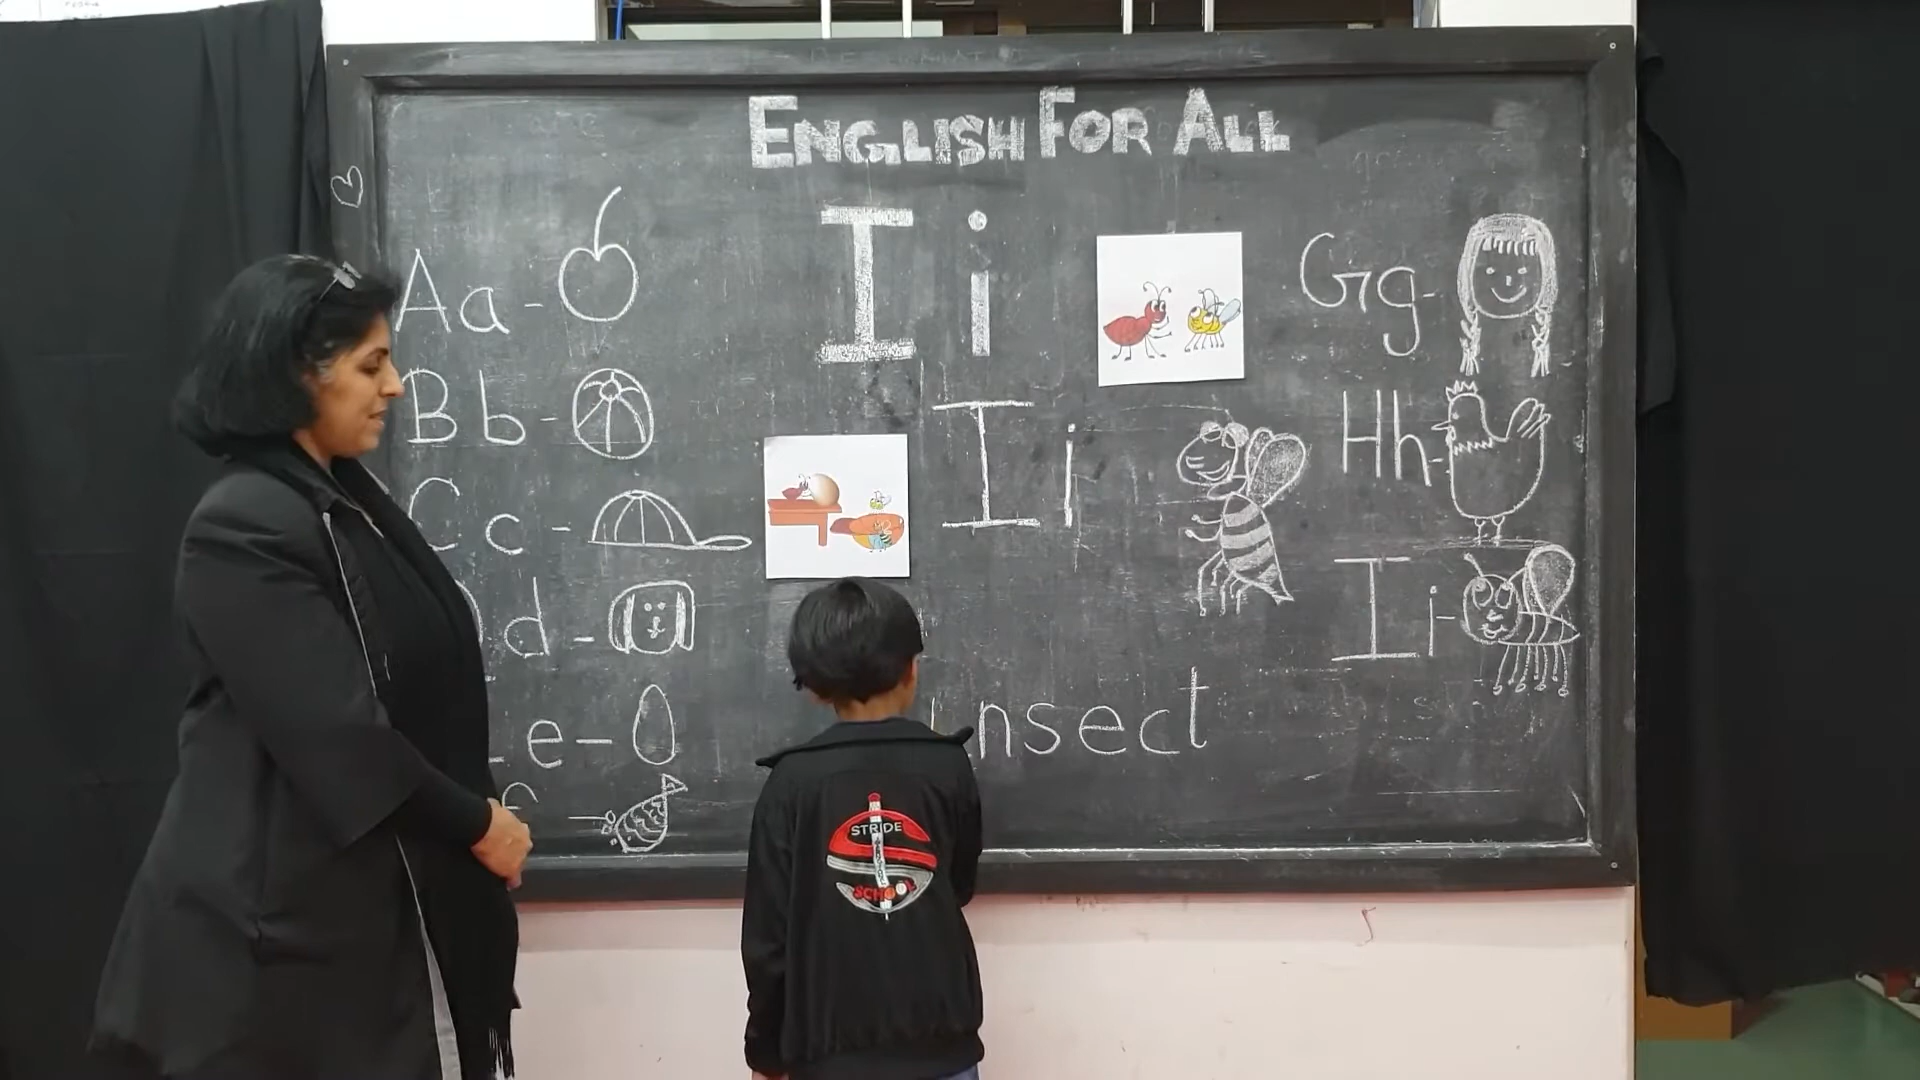 ENGLISH FOR ALL
I i
Aa -
Gg -
Bb -
I i
Hh -
Cc -
d -
I i -
e -
nsect
STRIDE
SCHOOL